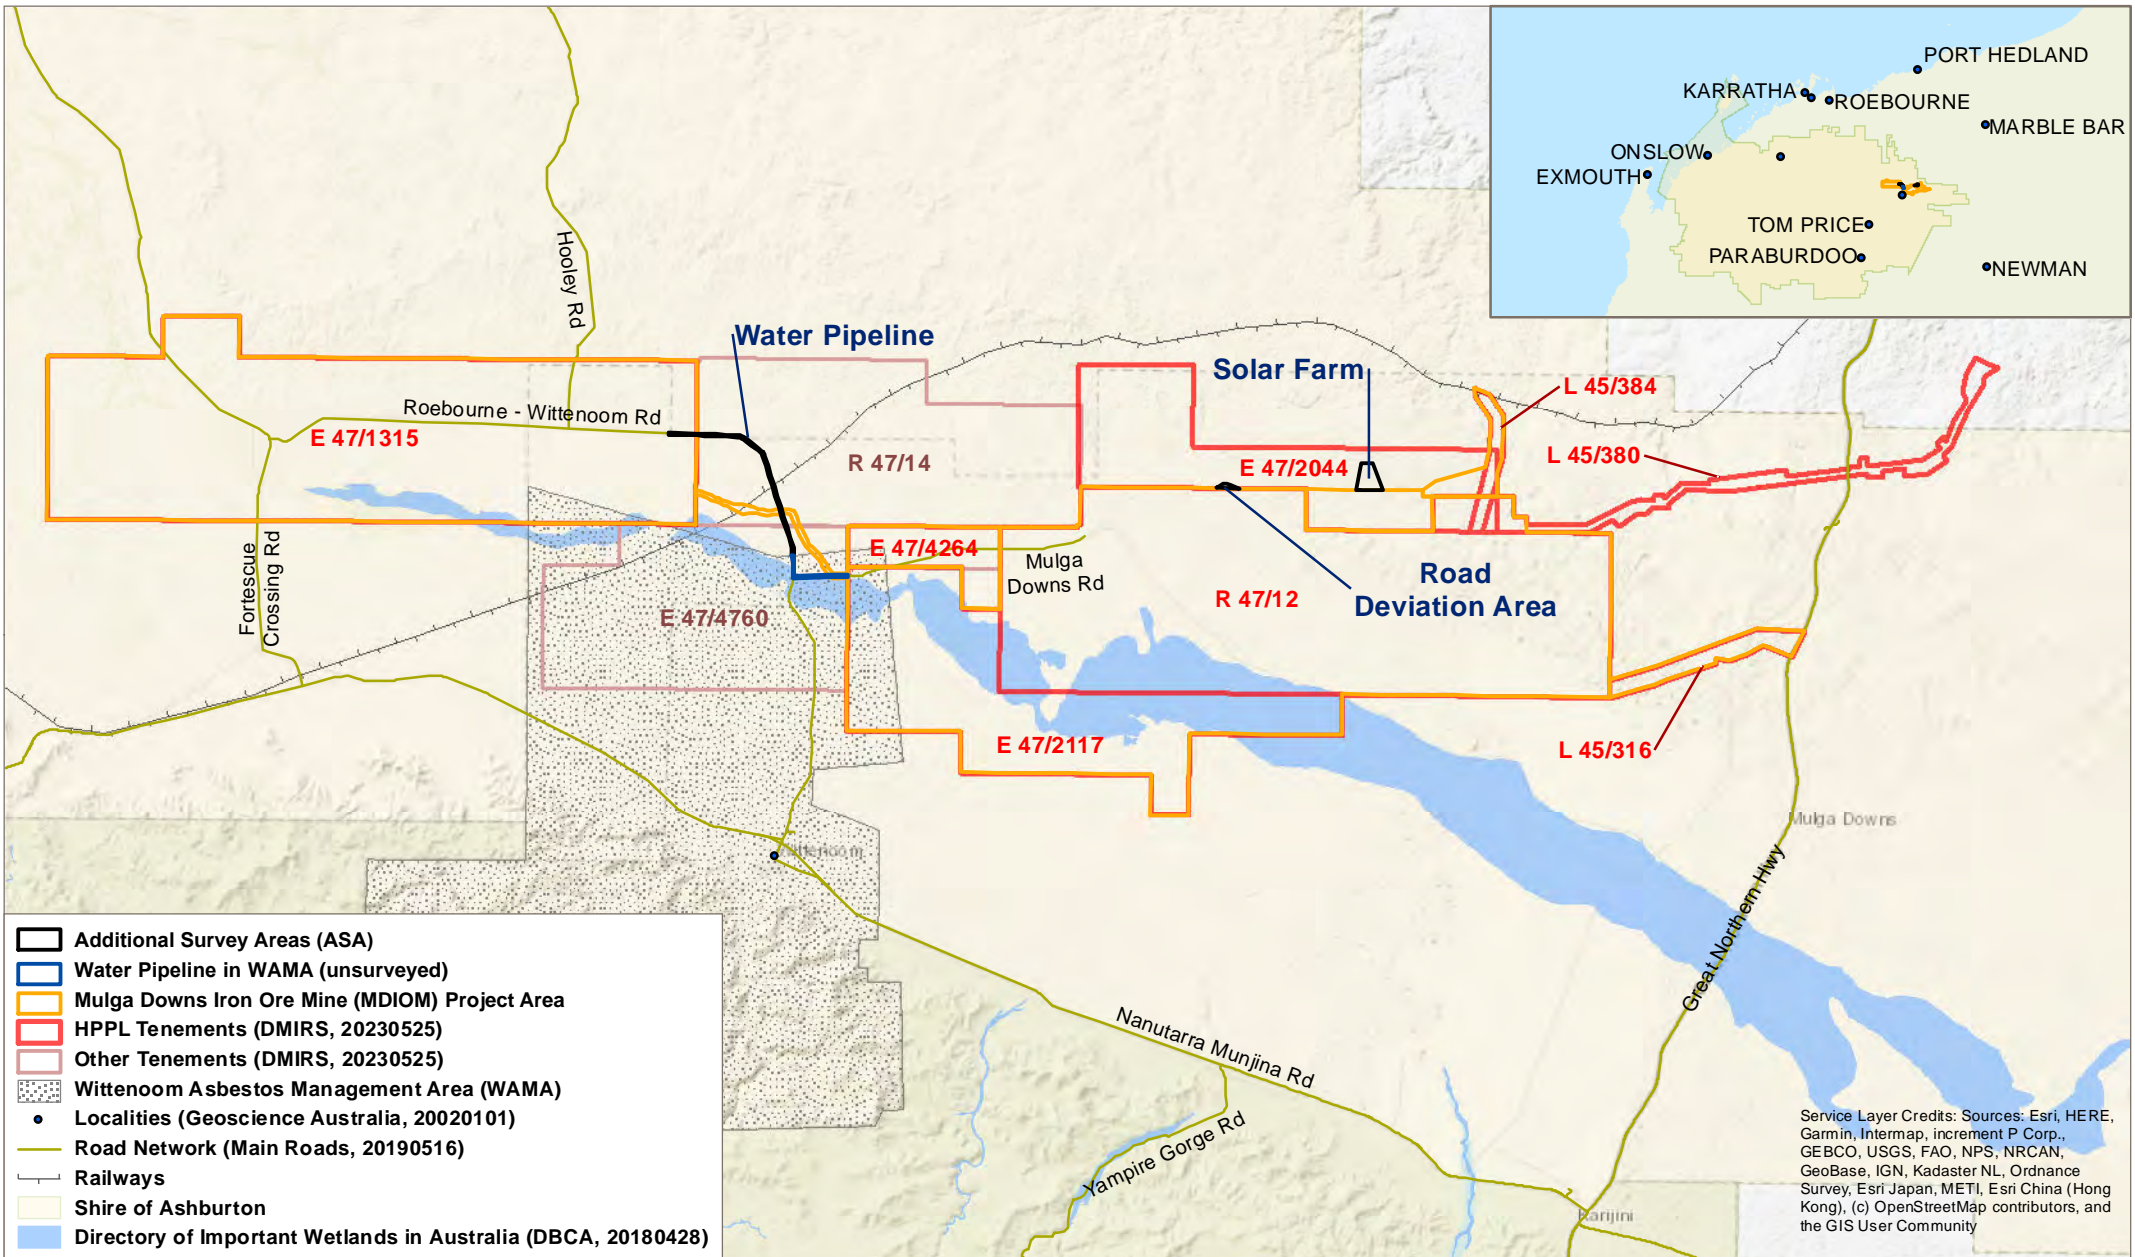 PORT HEDLAND
KARRATHA
ROEBOURNE
MARBLE BAR
ONSLOW
EXMOUTH
TOM PRICE
PARABURDOO
NEWMAN
Hooley Rd
Water Pipeline
Solar Farm
L 45/384
Roebourne - Wittenoom Rd
E 47/1315
R 47/14
E 47/2044
L 45/380
Fortescue
Crossing Rd
E 47/4264
Mulga
Downs Rd
Road
Deviation Area
R 47/12
E 47/4760
E 47/2117
L 45/316
Mulga Downs
Great Northern Hwy
Nanutarra Munjina Rd
Yampire Gorge Rd
Karijini
Additional Survey Areas (ASA)
Water Pipeline in WAMA (unsurveyed)
Mulga Downs Iron Ore Mine (MDIOM) Project Area
HPPL Tenements (DMIRS, 20230525)
Other Tenements (DMIRS, 20230525)
Wittenoom Asbestos Management Area (WAMA)
Localities (Geoscience Australia, 20020101)
Road Network (Main Roads, 20190516)
Railways
Shire of Ashburton
Directory of Important Wetlands in Australia (DBCA, 20180428)
Service Layer Credits: Sources: Esri, HERE,
Garmin, Intermap, increment P Corp.,
GEBCO, USGS, FAO, NPS, NRCAN,
GeoBase, IGN, Kadaster NL, Ordnance
Survey, Esri Japan, METI, Esri China (Hong
Kong), (c) OpenStreetMap contributors, and
the GIS User Community